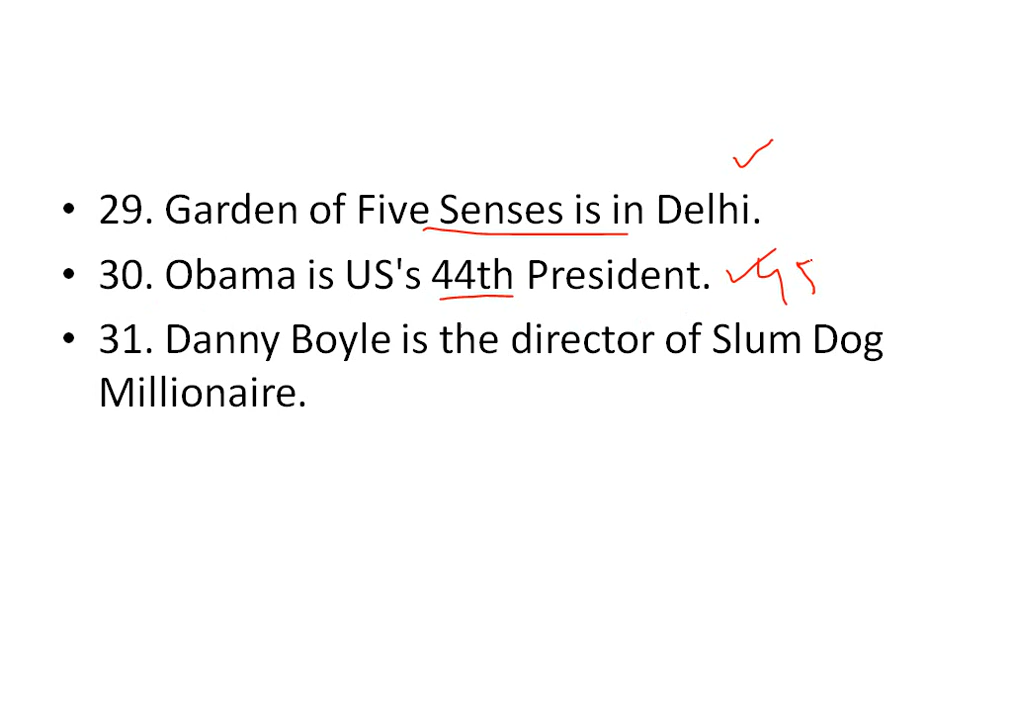 • 29. Garden of Five Senses is in Delhi.
• 30. Obama is US's 44th President. ✓45
• 31. Danny Boyle is the director of Slum Dog
Millionaire.